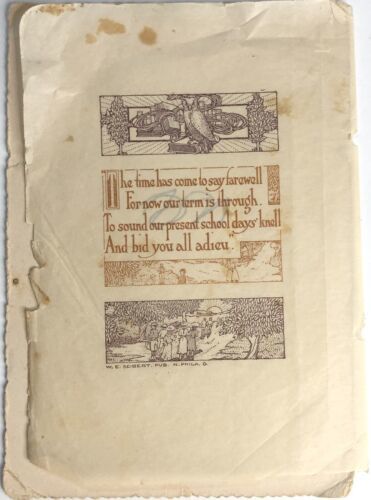 The time has come to say farewell
For now our term is through.
To sound our present school days' knell
And bid you all adieu."
W. E. SEIBERT. PUB. N. PHILA. O.